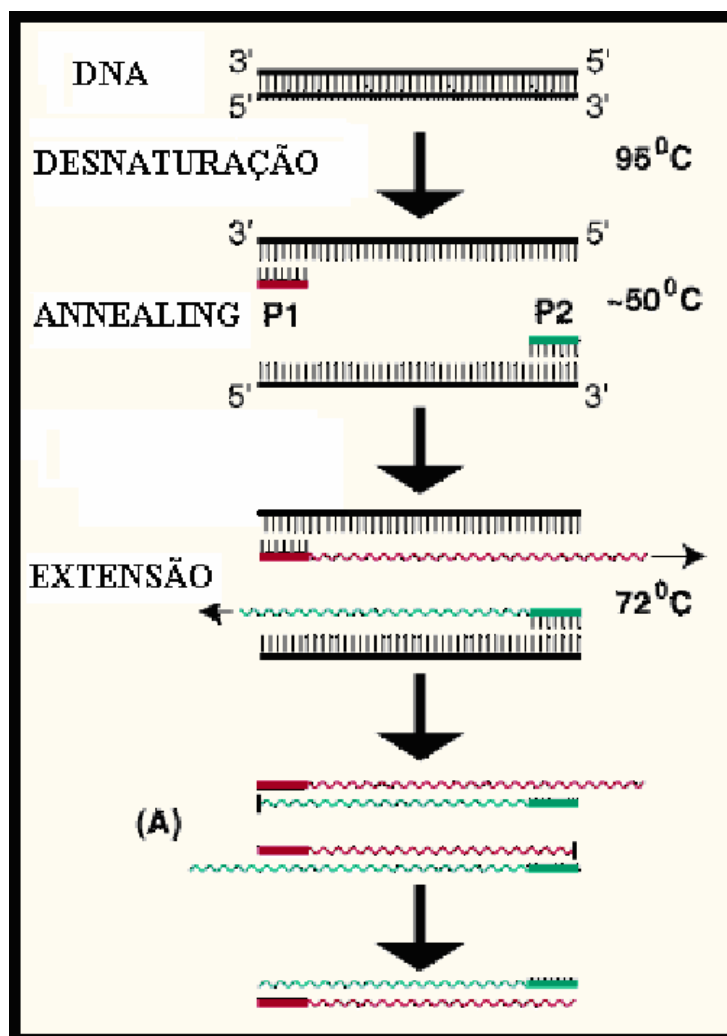 3' 5'
DNA
5' 3'
DESNATURAÇÃO 95⁰C
3' 5'
ANNEALING P1 P2 ~50⁰C
5' 3'
EXTENSÃO 72⁰C
(A)